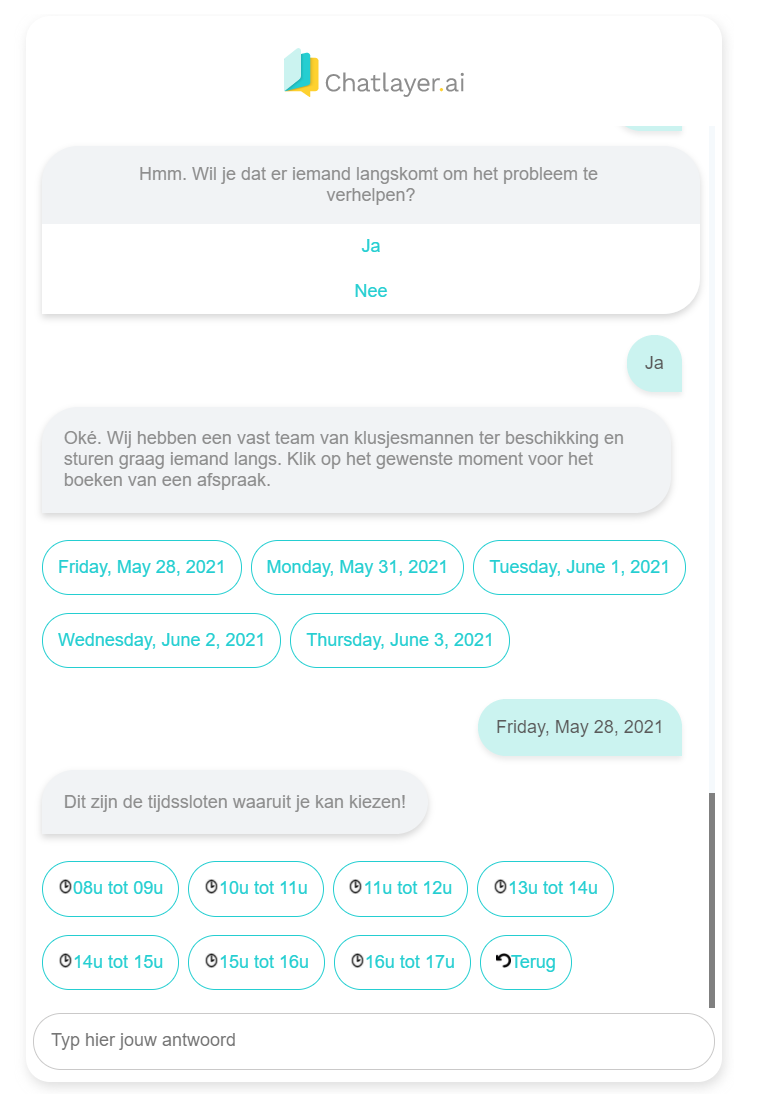 Chatlayer.ai
Hmm. Wil je dat er iemand langskomt om het probleem te
verhelpen?
Ja
Nee
Ja
Oké. Wij hebben een vast team van klusjesmannen ter beschikking en
sturen graag iemand langs. Klik op het gewenste moment voor het
boeken van een afspraak.
Friday, May 28, 2021 Monday, May 31, 2021 Tuesday, June 1, 2021
Wednesday, June 2, 2021 Thursday, June 3, 2021
Friday, May 28, 2021
Dit zijn de tijdssloten waaruit je kan kiezen!
08u tot 09u 10u tot 11u 11u tot 12u 13u tot 14u
14u tot 15u 15u tot 16u 16u tot 17u Terug
Typ hier jouw antwoord